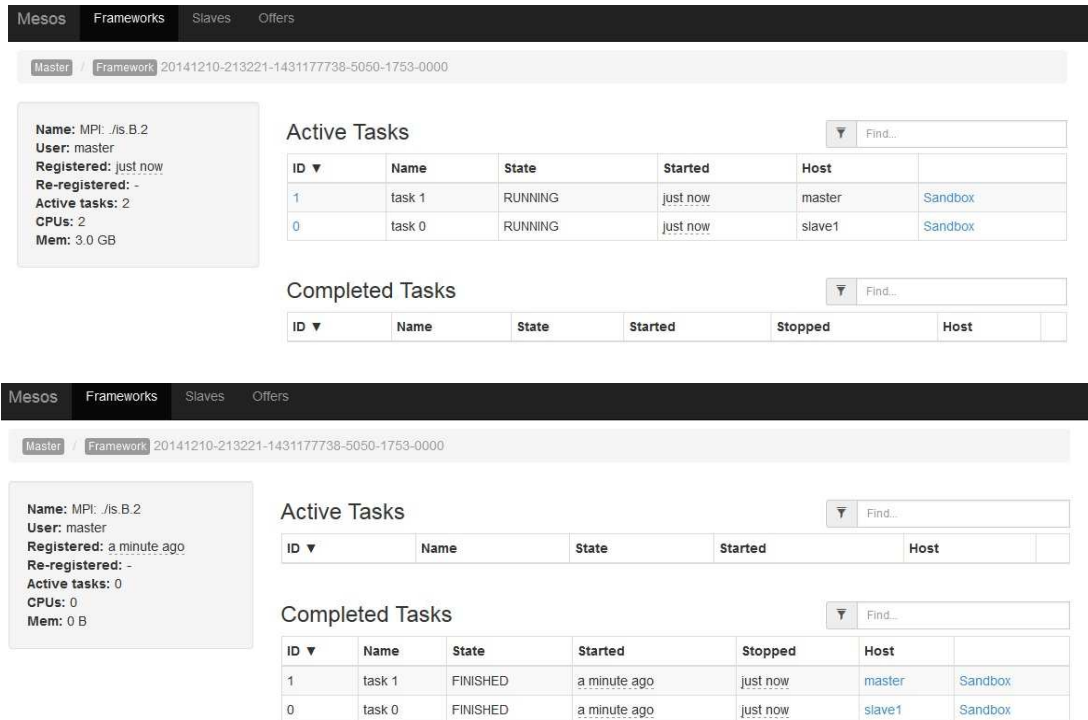 Mesos Frameworks Slaves Offers
Master / Framework 20141210-213221-1431177738-5050-1753-0000
Name: MPI: ./is.B.2
User: master
Registered: just now
Re-registered: -
Active tasks: 2
CPUs: 2
Mem: 3.0 GB
Active Tasks
Find...
ID ▼ Name State Started Host
1 task 1 RUNNING just now master Sandbox
0 task 0 RUNNING just now slave1 Sandbox
Completed Tasks
Find...
ID ▼ Name State Started Stopped Host
Mesos Frameworks Slaves Offers
Master / Framework 20141210-213221-1431177738-5050-1753-0000
Name: MPI: ./is.B.2
User: master
Registered: a minute ago
Re-registered: -
Active tasks: 0
CPUs: 0
Mem: 0 B
Active Tasks
Find...
ID ▼ Name State Started Host
Completed Tasks
Find...
ID ▼ Name State Started Stopped Host
1 task 1 FINISHED a minute ago just now master Sandbox
0 task 0 FINISHED a minute ago just now slave1 Sandbox